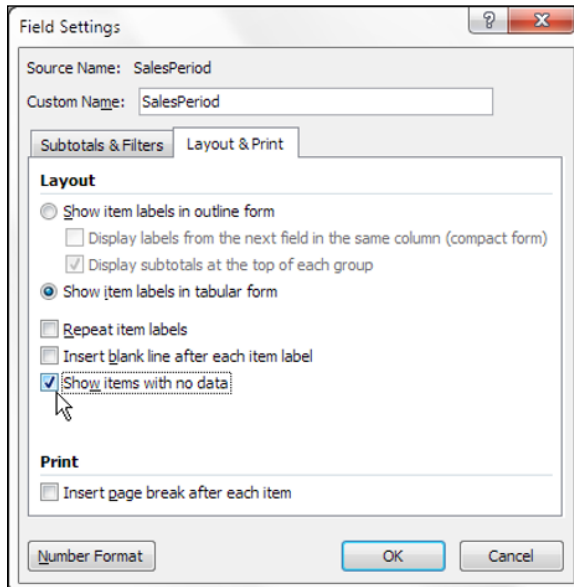 Field Settings
Source Name: SalesPeriod
Custom Name: SalesPeriod
Subtotals & Filters Layout & Print
Layout
Show item labels in outline form
Display labels from the next field in the same column (compact form)
Display subtotals at the top of each group
Show item labels in tabular form
Repeat item labels
Insert blank line after each item label
Show items with no data
Print
Insert page break after each item
Number Format OK Cancel